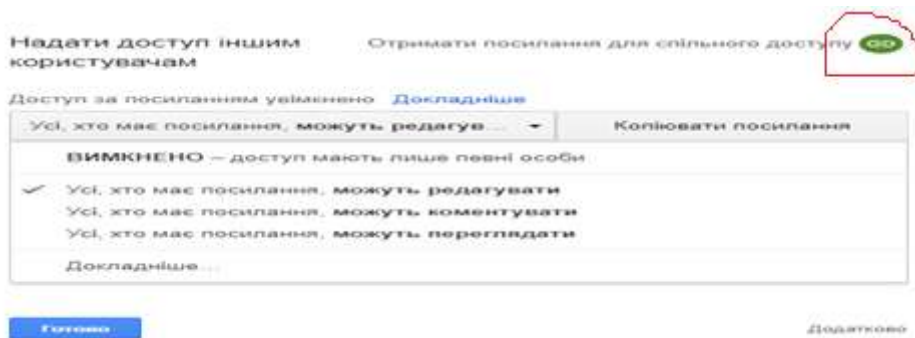 Надати доступ іншим користувачам
Отримати посилання для спільного доступу
Доступ за посиланням увімкнено Докладніше
Усі, хто має посилання, можуть редагув... Копіювати посилання
ВИМКНЕНО – доступ мають лише певні особи
Усі, хто має посилання, можуть редагувати
Усі, хто має посилання, можуть коментувати
Усі, хто має посилання, можуть переглядати
Докладніше...
Готово
Додатково